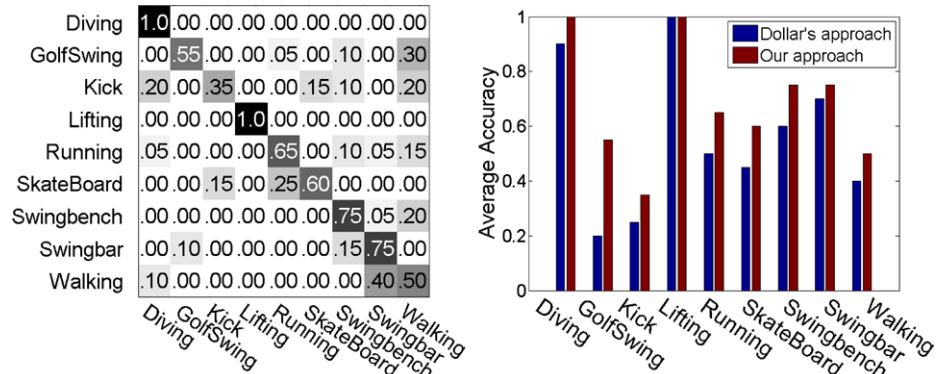 Diving 1.0 .00 .00 .00 .00 .00 .00 .00 .00
GolfSwing .00 .55 .00 .00 .05 .00 .10 .00 .30
Kick .20 .00 .35 .00 .00 .15 .10 .00 .20
Lifting .00 .00 .00 1.0 .00 .00 .00 .00 .00
Running .05 .00 .00 .00 .65 .00 .10 .05 .15
SkateBoard .00 .00 .15 .00 .25 .60 .00 .00 .00
Swingbench .00 .00 .00 .00 .00 .00 .75 .05 .20
Swingbar .00 .10 .00 .00 .00 .00 .15 .75 .00
Walking .10 .00 .00 .00 .00 .00 .00 .40 .50
Diving
GolfSwing
Kick
Lifting
Running
SkateBoard
Swingbench
Swingbar
Walking
Average Accuracy
1
0.8
0.6
0.4
0.2
0
Dollar's approach
Our approach
Diving
GolfSwing
Kick
Lifting
Running
SkateBoard
Swingbench
Swingbar
Walking